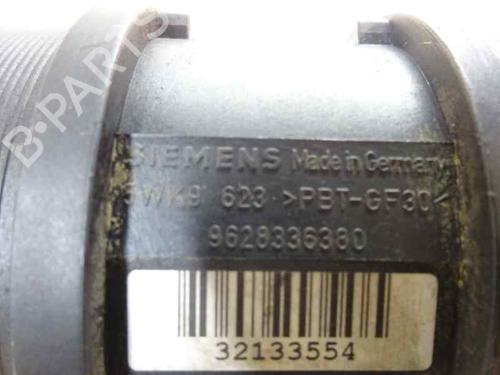 B-PARTS
SIEMENS Made in Germany
5WK9 623 >PBT-GF30<
9628336380
32133554